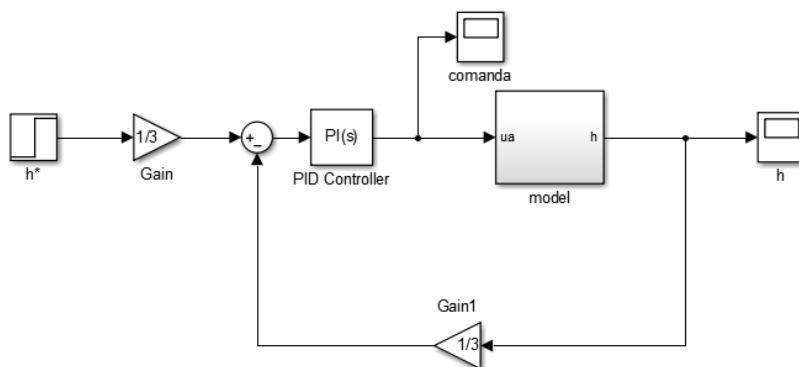 comanda
1/3
+
−
PI(s)
ua
h
h*
Gain
PID Controller
model
h
Gain1
1/3